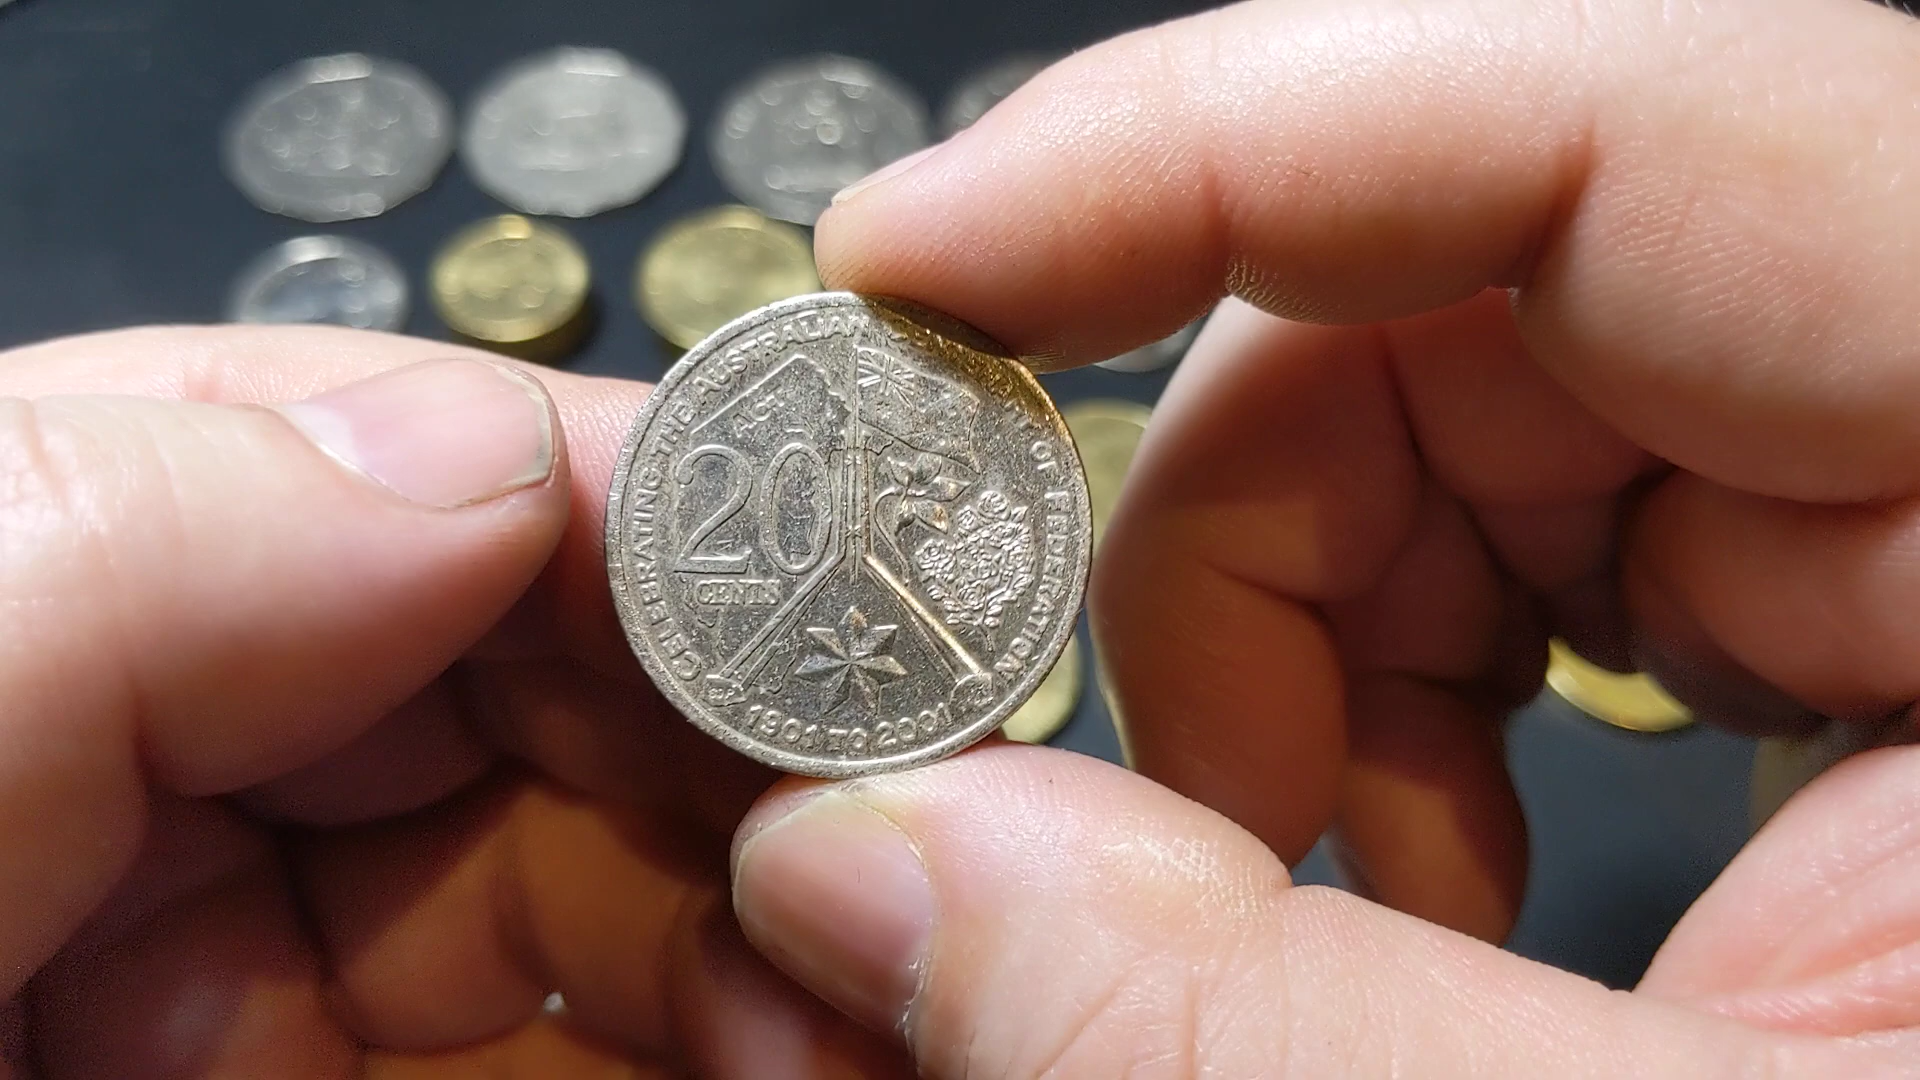 CELEBRATING THE AUSTRALIAN
OF FEDERATION
ACT
20
CENTS
1901 TO 2001